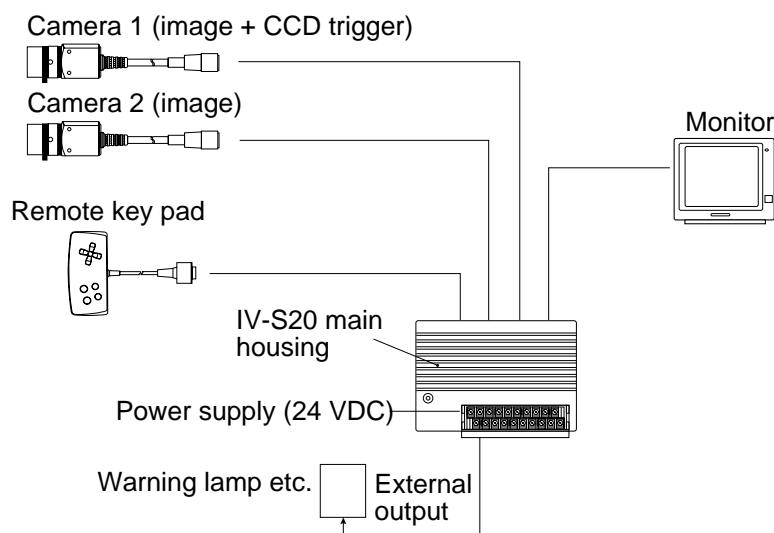 Camera 1 (image + CCD trigger)
Camera 2 (image)
Monitor
Remote key pad
IV-S20 main
housing
Power supply (24 VDC)
Warning lamp etc.
External
output